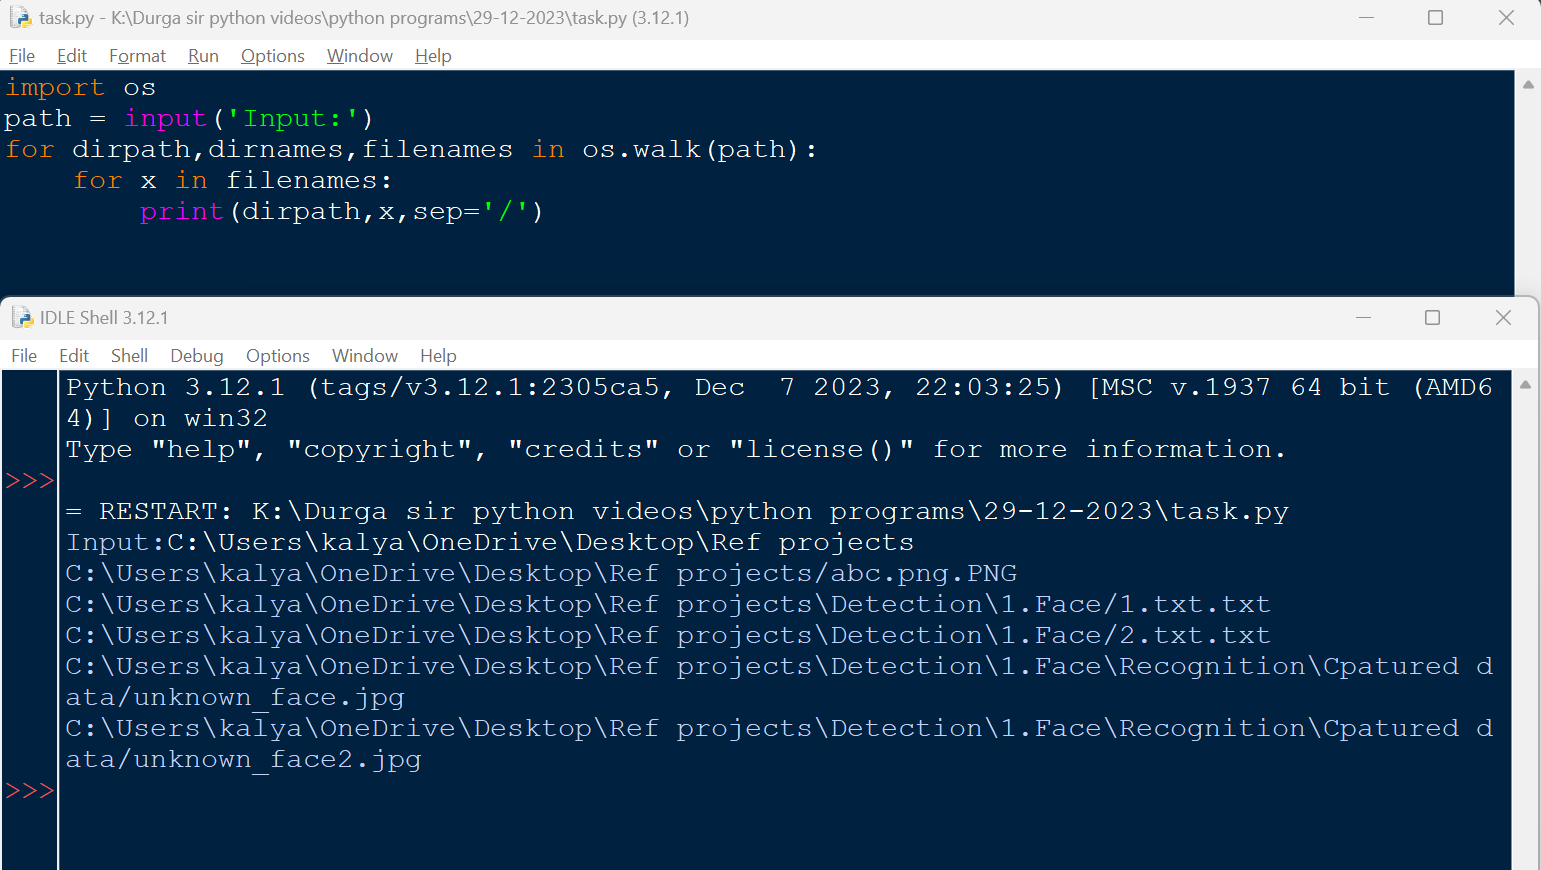 task.py - K:\Durga sir python videos\python programs\29-12-2023\task.py (3.12.1)
File Edit Format Run Options Window Help
import os
path = input('Input:')
for dirpath,dirnames,filenames in os.walk(path):
    for x in filenames:
        print(dirpath,x,sep='/')
IDLE Shell 3.12.1
File Edit Shell Debug Options Window Help
Python 3.12.1 (tags/v3.12.1:2305ca5, Dec  7 2023, 22:03:25) [MSC v.1937 64 bit (AMD6
4)] on win32
Type "help", "copyright", "credits" or "license()" for more information.
>>>
= RESTART: K:\Durga sir python videos\python programs\29-12-2023\task.py
Input:C:\Users\kalya\OneDrive\Desktop\Ref projects
C:\Users\kalya\OneDrive\Desktop\Ref projects/abc.png.PNG
C:\Users\kalya\OneDrive\Desktop\Ref projects\Detection\1.Face/1.txt.txt
C:\Users\kalya\OneDrive\Desktop\Ref projects\Detection\1.Face/2.txt.txt
C:\Users\kalya\OneDrive\Desktop\Ref projects\Detection\1.Face\Recognition\Cpatured d
ata/unknown_face.jpg
C:\Users\kalya\OneDrive\Desktop\Ref projects\Detection\1.Face\Recognition\Cpatured d
ata/unknown_face2.jpg
>>>